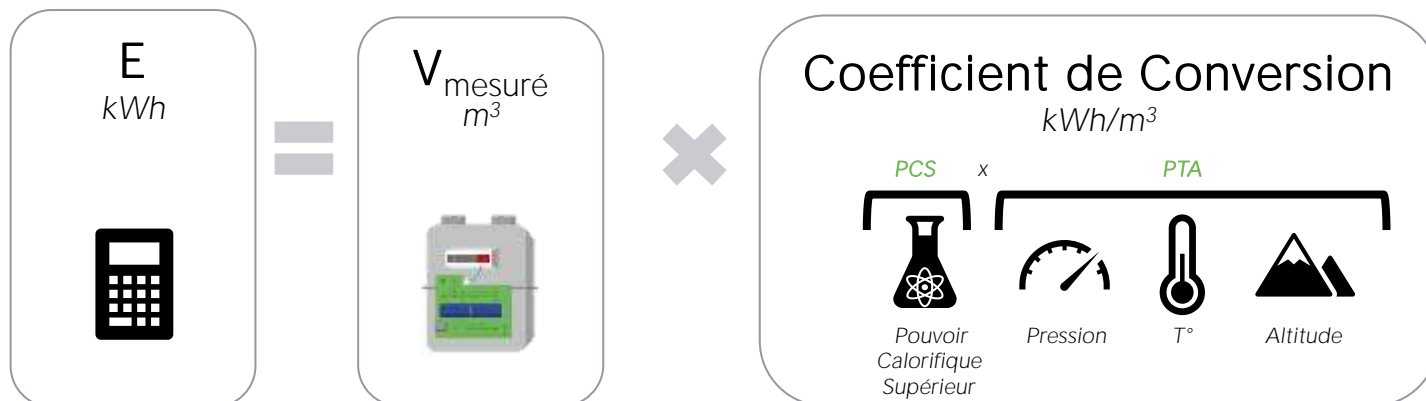 E
kWh
V mesuré
m³
Coefficient de Conversion
kWh/m³
PCS x PTA
Pouvoir
Calorifique
Supérieur
Pression
T°
Altitude